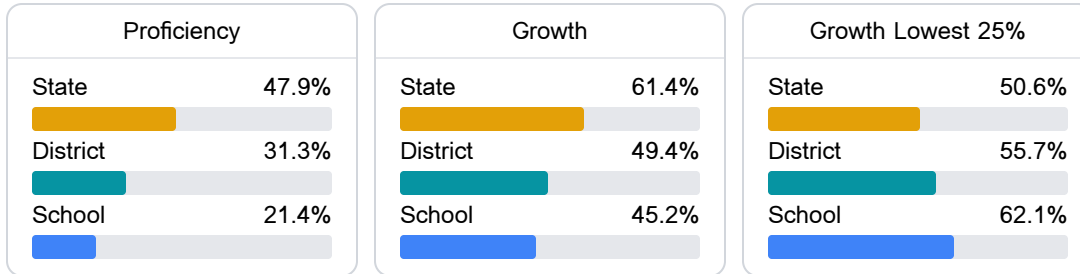 Proficiency
State 47.9%
District 31.3%
School 21.4%
Growth
State 61.4%
District 49.4%
School 45.2%
Growth Lowest 25%
State 50.6%
District 55.7%
School 62.1%